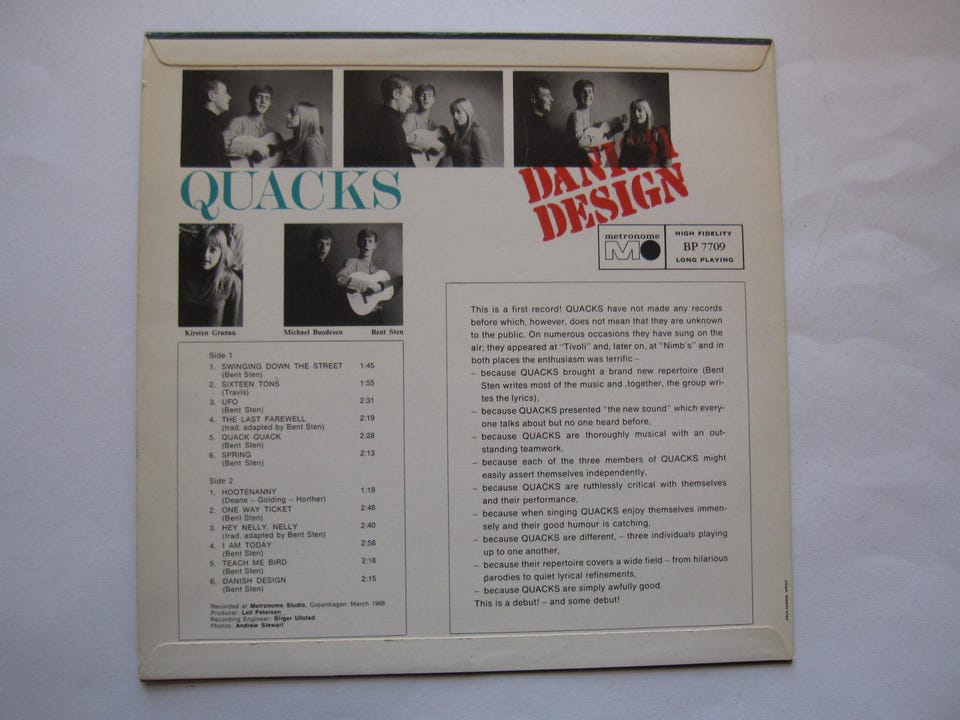 QUACKS
DANI
DESIGN
metronome
M
HIGH FIDELITY
BP 7709
LONG PLAYING
Kirsten Granau
Michael Bundesen
Bent Sten
Side 1
1. SWINGING DOWN THE STREET 1:45
(Bent Sten)
2. SIXTEEN TONS 1:55
(Travis)
3. UFO 2:31
(Bent Sten)
4. THE LAST FAREWELL 2:19
(trad. adapted by Bent Sten)
5. QUACK QUACK 2:28
(Bent Sten)
6. SPRING 2:13
(Bent Sten)
Side 2
1. HOOTENANNY 1:18
(Deane – Golding – Horther)
2. ONE WAY TICKET 2:48
(Bent Sten)
3. HEY NELLY, NELLY 2:40
(trad. adapted by Bent Sten)
4. I AM TODAY 2:58
(Bent Sten)
5. TEACH ME BIRD 2:18
(Bent Sten)
6. DANISH DESIGN 2:15
(Bent Sten)
Recorded at Metronome Studio, Copenhagen March 1968
Producer: Leif Petersen
Recording Engineer: Birger Ullstad
Photos: Andrew Stewart
This is a first record! QUACKS have not made any records
before which, however, does not mean that they are unknown
to the public. On numerous occasions they have sung on the
air; they appeared at "Tivoli" and, later on, at "Nimb's" and in
both places the enthusiasm was terrific –
– because QUACKS brought a brand new repertoire (Bent
Sten writes most of the music and ,together, the group wri-
tes the lyrics),
– because QUACKS presented "the new sound" which every-
one talks about but no one heard before,
– because QUACKS are thoroughly musical with an out-
standing teamwork,
– because each of the three members of QUACKS might
easily assert themselves independently,
– because QUACKS are ruthlessly critical with themselves
and their performance,
– because when singing QUACKS enjoy themselves immen-
sely and their good humour is catching,
– because QUACKS are different, – three individuals playing
up to one another,
– because their repertoire covers a wide field – from hilarious
parodies to quiet lyrical refinements,
– because QUACKS are simply awfully good.
This is a debut! – and some debut!